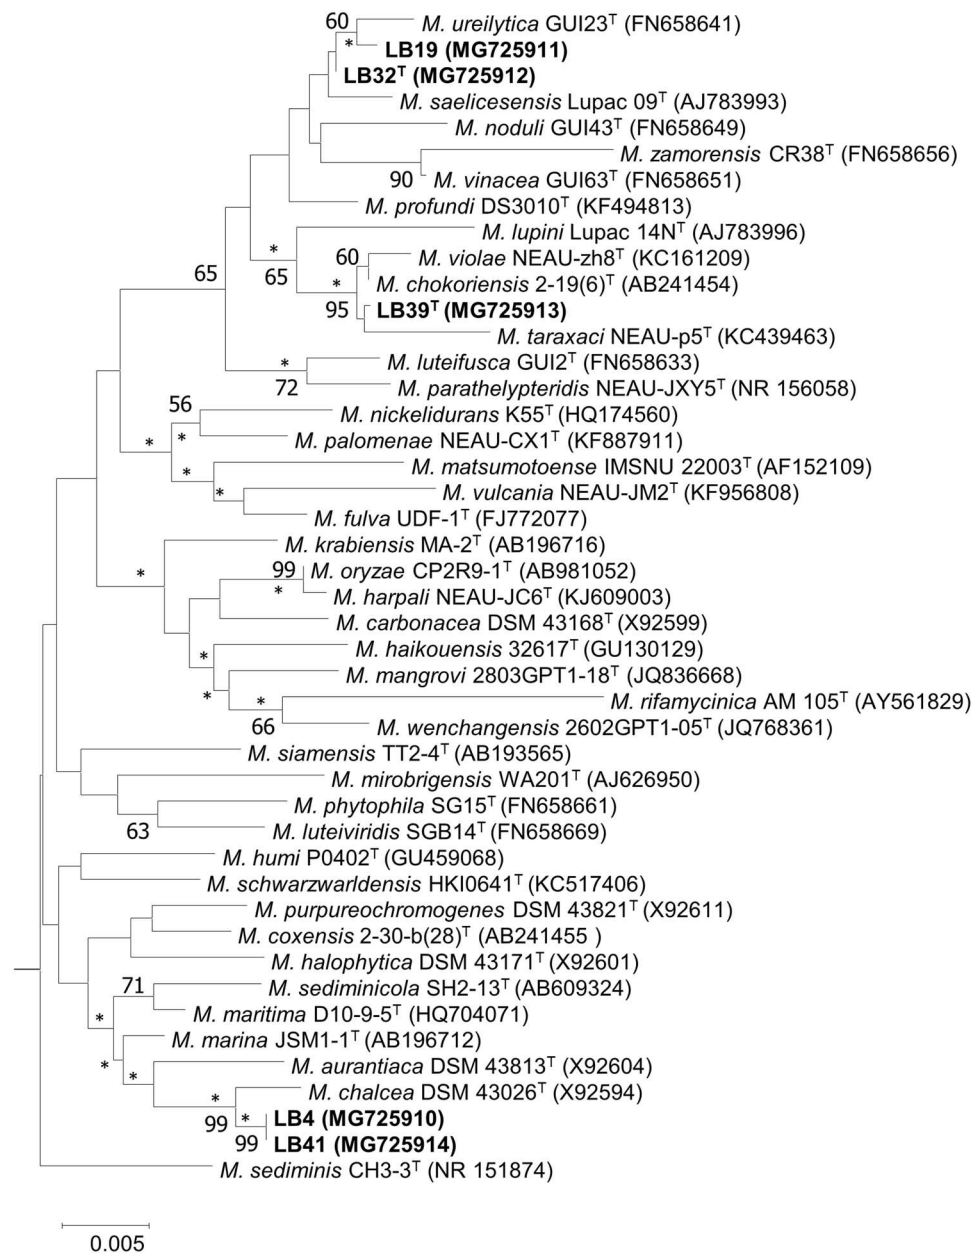 60 M. ureilytica GUI23ᵀ (FN658641)
* LB19 (MG725911)
LB32ᵀ (MG725912)
M. saelicesensis Lupac 09ᵀ (AJ783993)
M. noduli GUI43ᵀ (FN658649)
M. zamorensis CR38ᵀ (FN658656)
90 M. vinacea GUI63ᵀ (FN658651)
M. profundi DS3010ᵀ (KF494813)
M. lupini Lupac 14Nᵀ (AJ783996)
* 60 M. violae NEAU-zh8ᵀ (KC161209)
65 65 * M. chokoriensis 2-19(6)ᵀ (AB241454)
95 LB39ᵀ (MG725913)
M. taraxaci NEAU-p5ᵀ (KC439463)
* M. luteifusca GUI2ᵀ (FN658633)
72 M. parathelypteridis NEAU-JXY5ᵀ (NR 156058)
56 M. nickelidurans K55ᵀ (HQ174560)
* * M. palomenae NEAU-CX1ᵀ (KF887911)
* M. matsumotoense IMSNU 22003ᵀ (AF152109)
* M. vulcania NEAU-JM2ᵀ (KF956808)
M. fulva UDF-1ᵀ (FJ772077)
M. krabiensis MA-2ᵀ (AB196716)
* 99 M. oryzae CP2R9-1ᵀ (AB981052)
* M. harpali NEAU-JC6ᵀ (KJ609003)
M. carbonacea DSM 43168ᵀ (X92599)
* M. haikouensis 32617ᵀ (GU130129)
* M. mangrovi 2803GPT1-18ᵀ (JQ836668)
* M. rifamycinica AM 105ᵀ (AY561829)
66 M. wenchangensis 2602GPT1-05ᵀ (JQ768361)
M. siamensis TT2-4ᵀ (AB193565)
M. mirobrigensis WA201ᵀ (AJ626950)
M. phytophila SG15ᵀ (FN658661)
63 M. luteiviridis SGB14ᵀ (FN658669)
M. humi P0402ᵀ (GU459068)
M. schwarzwarldensis HKI0641ᵀ (KC517406)
M. purpureochromogenes DSM 43821ᵀ (X92611)
M. coxensis 2-30-b(28)ᵀ (AB241455 )
M. halophytica DSM 43171ᵀ (X92601)
71 M. sediminicola SH2-13ᵀ (AB609324)
* M. maritima D10-9-5ᵀ (HQ704071)
M. marina JSM1-1ᵀ (AB196712)
* * M. aurantiaca DSM 43813ᵀ (X92604)
* M. chalcea DSM 43026ᵀ (X92594)
99 * LB4 (MG725910)
99 LB41 (MG725914)
M. sediminis CH3-3ᵀ (NR 151874)
0.005